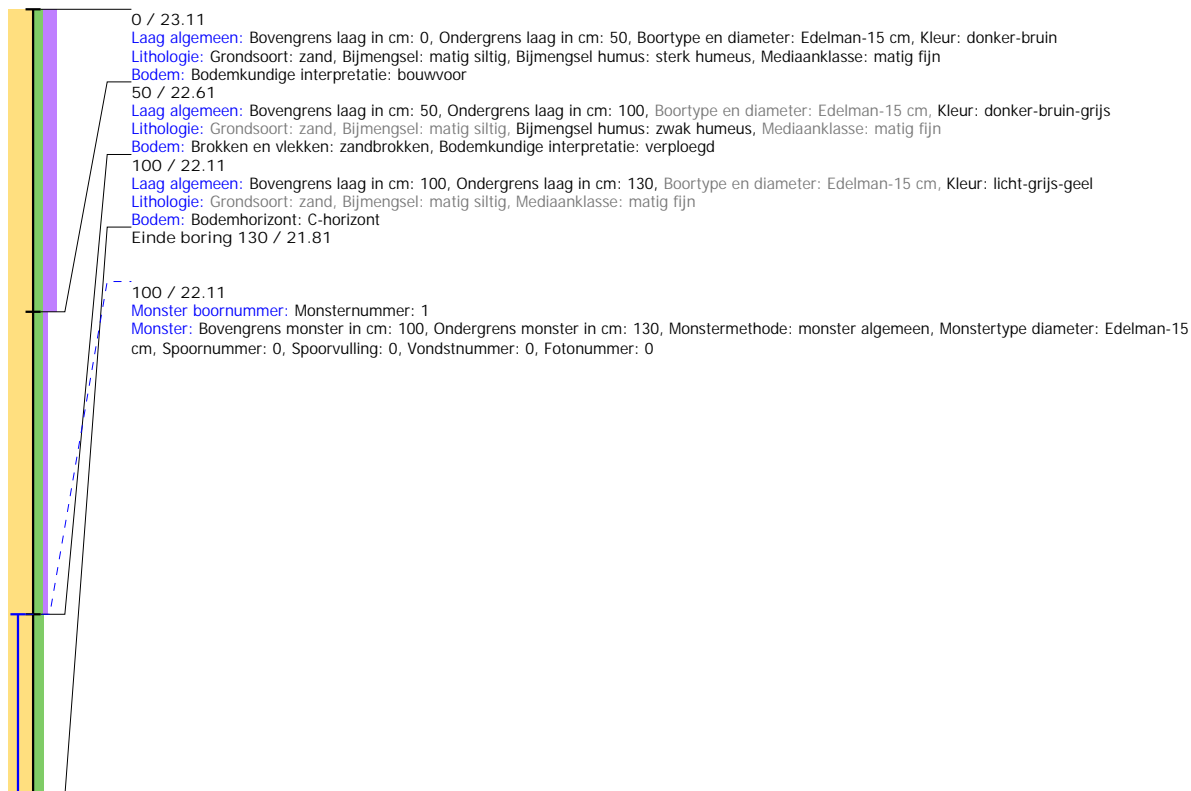 0 / 23.11
Laag algemeen: Bovengrens laag in cm: 0, Ondergrens laag in cm: 50, Boortype en diameter: Edelman-15 cm, Kleur: donker-bruin
Lithologie: Grondsoort: zand, Bijmengsel: matig siltig, Bijmengsel humus: sterk humeus, Mediaanklasse: matig fijn
Bodem: Bodemkundige interpretatie: bouwvoor
50 / 22.61
Laag algemeen: Bovengrens laag in cm: 50, Ondergrens laag in cm: 100, Boortype en diameter: Edelman-15 cm, Kleur: donker-bruin-grijs
Lithologie: Grondsoort: zand, Bijmengsel: matig siltig, Bijmengsel humus: zwak humeus, Mediaanklasse: matig fijn
Bodem: Brokken en vlekken: zandbrokken, Bodemkundige interpretatie: verploegd
100 / 22.11
Laag algemeen: Bovengrens laag in cm: 100, Ondergrens laag in cm: 130, Boortype en diameter: Edelman-15 cm, Kleur: licht-grijs-geel
Lithologie: Grondsoort: zand, Bijmengsel: matig siltig, Mediaanklasse: matig fijn
Bodem: Bodemhorizont: C-horizont
Einde boring 130 / 21.81
100 / 22.11
Monster boornummer: Monsternummer: 1
Monster: Bovengrens monster in cm: 100, Ondergrens monster in cm: 130, Monstermethode: monster algemeen, Monstertype diameter: Edelman-15
cm, Spoornummer: 0, Spoorvulling: 0, Vondstnummer: 0, Fotonummer: 0